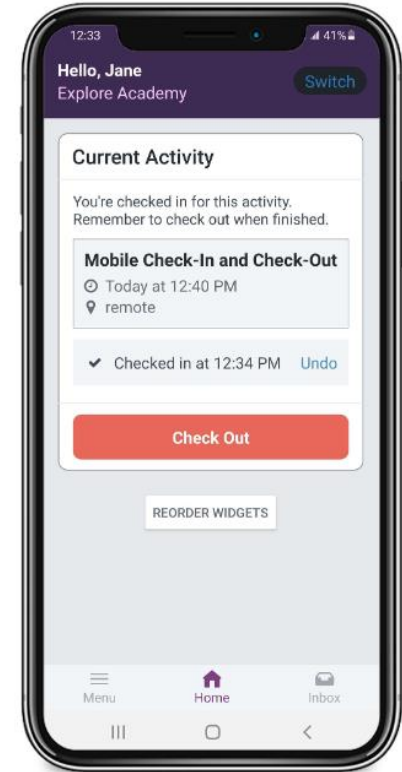 12:33
41%
Hello, Jane
Explore Academy
Switch
Current Activity
You're checked in for this activity.
Remember to check out when finished.
Mobile Check-In and Check-Out
Today at 12:40 PM
remote
Checked in at 12:34 PM Undo
Check Out
REORDER WIDGETS
Menu
Home
Inbox